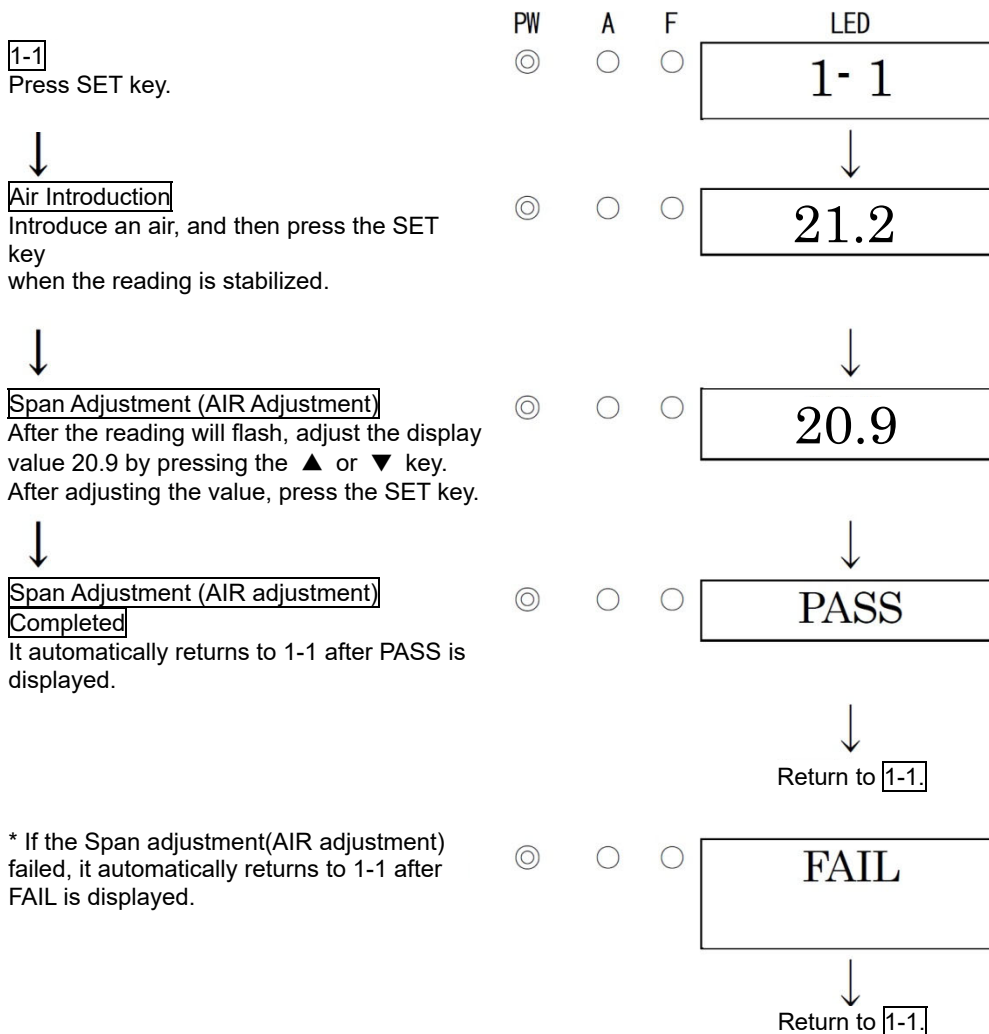 PW A F LED
1-1
Press SET key.
1- 1
↓ ↓
Air Introduction
Introduce an air, and then press the SET
key
when the reading is stabilized.
21.2
↓ ↓
Span Adjustment (AIR Adjustment)
After the reading will flash, adjust the display
value 20.9 by pressing the ▲ or ▼ key.
After adjusting the value, press the SET key.
20.9
↓ ↓
Span Adjustment (AIR adjustment)
Completed
It automatically returns to 1-1 after PASS is
displayed.
PASS
↓
Return to 1-1.
* If the Span adjustment(AIR adjustment)
failed, it automatically returns to 1-1 after
FAIL is displayed.
FAIL
↓
Return to 1-1.